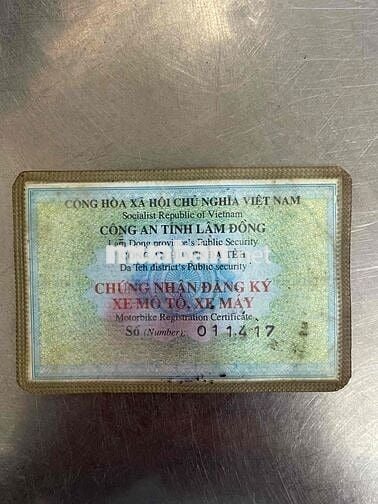 CỘNG HÒA XÃ HỘI CHỦ NGHĨA VIỆT NAM
Socialist Republic of Vietnam
CÔNG AN TỈNH LÂM ĐỒNG
Lam Dong province's Public Security
ĐẠ TẺH
Da Teh district's Public security
CHỨNG NHẬN ĐĂNG KÝ
XE MÔ TÔ, XE MÁY
Motorbike Registration Certificate
Số (Number): 011417